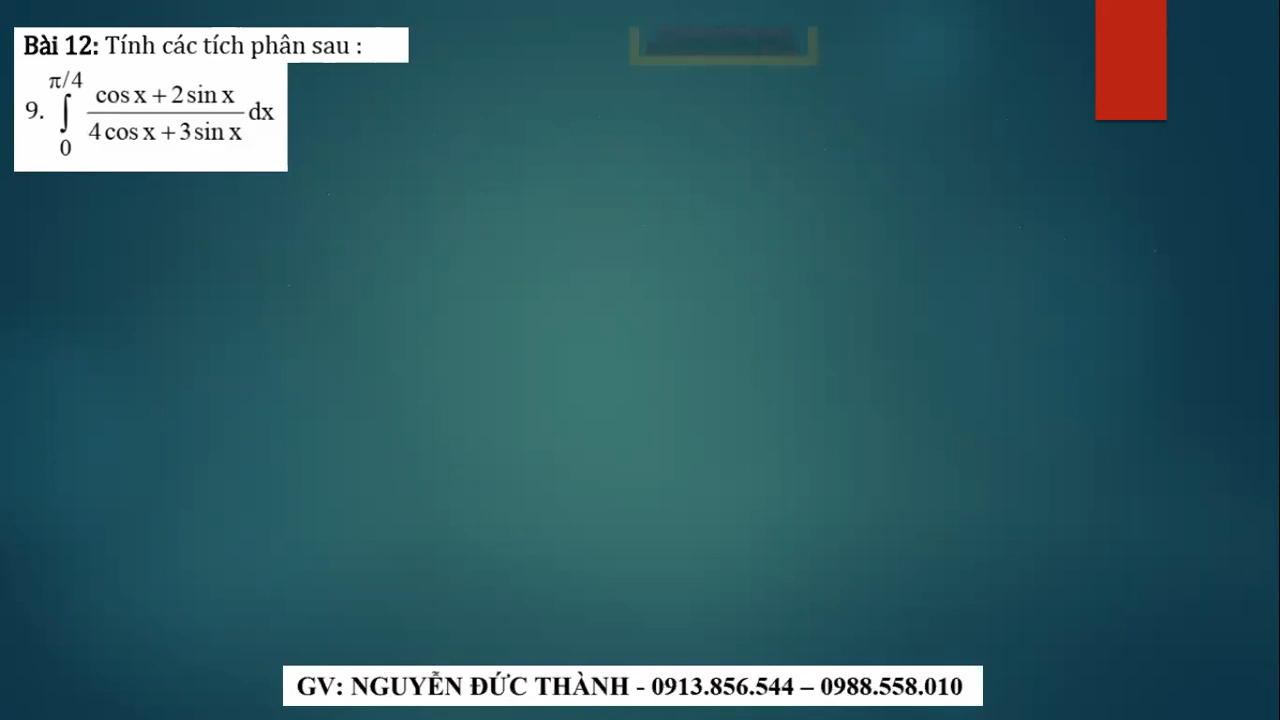 Bài 12: Tính các tích phân sau :
9. ∫₀^{π/4} (cos x + 2 sin x)/(4 cos x + 3 sin x) dx
GV: NGUYỄN ĐỨC THÀNH - 0913.856.544 – 0988.558.010